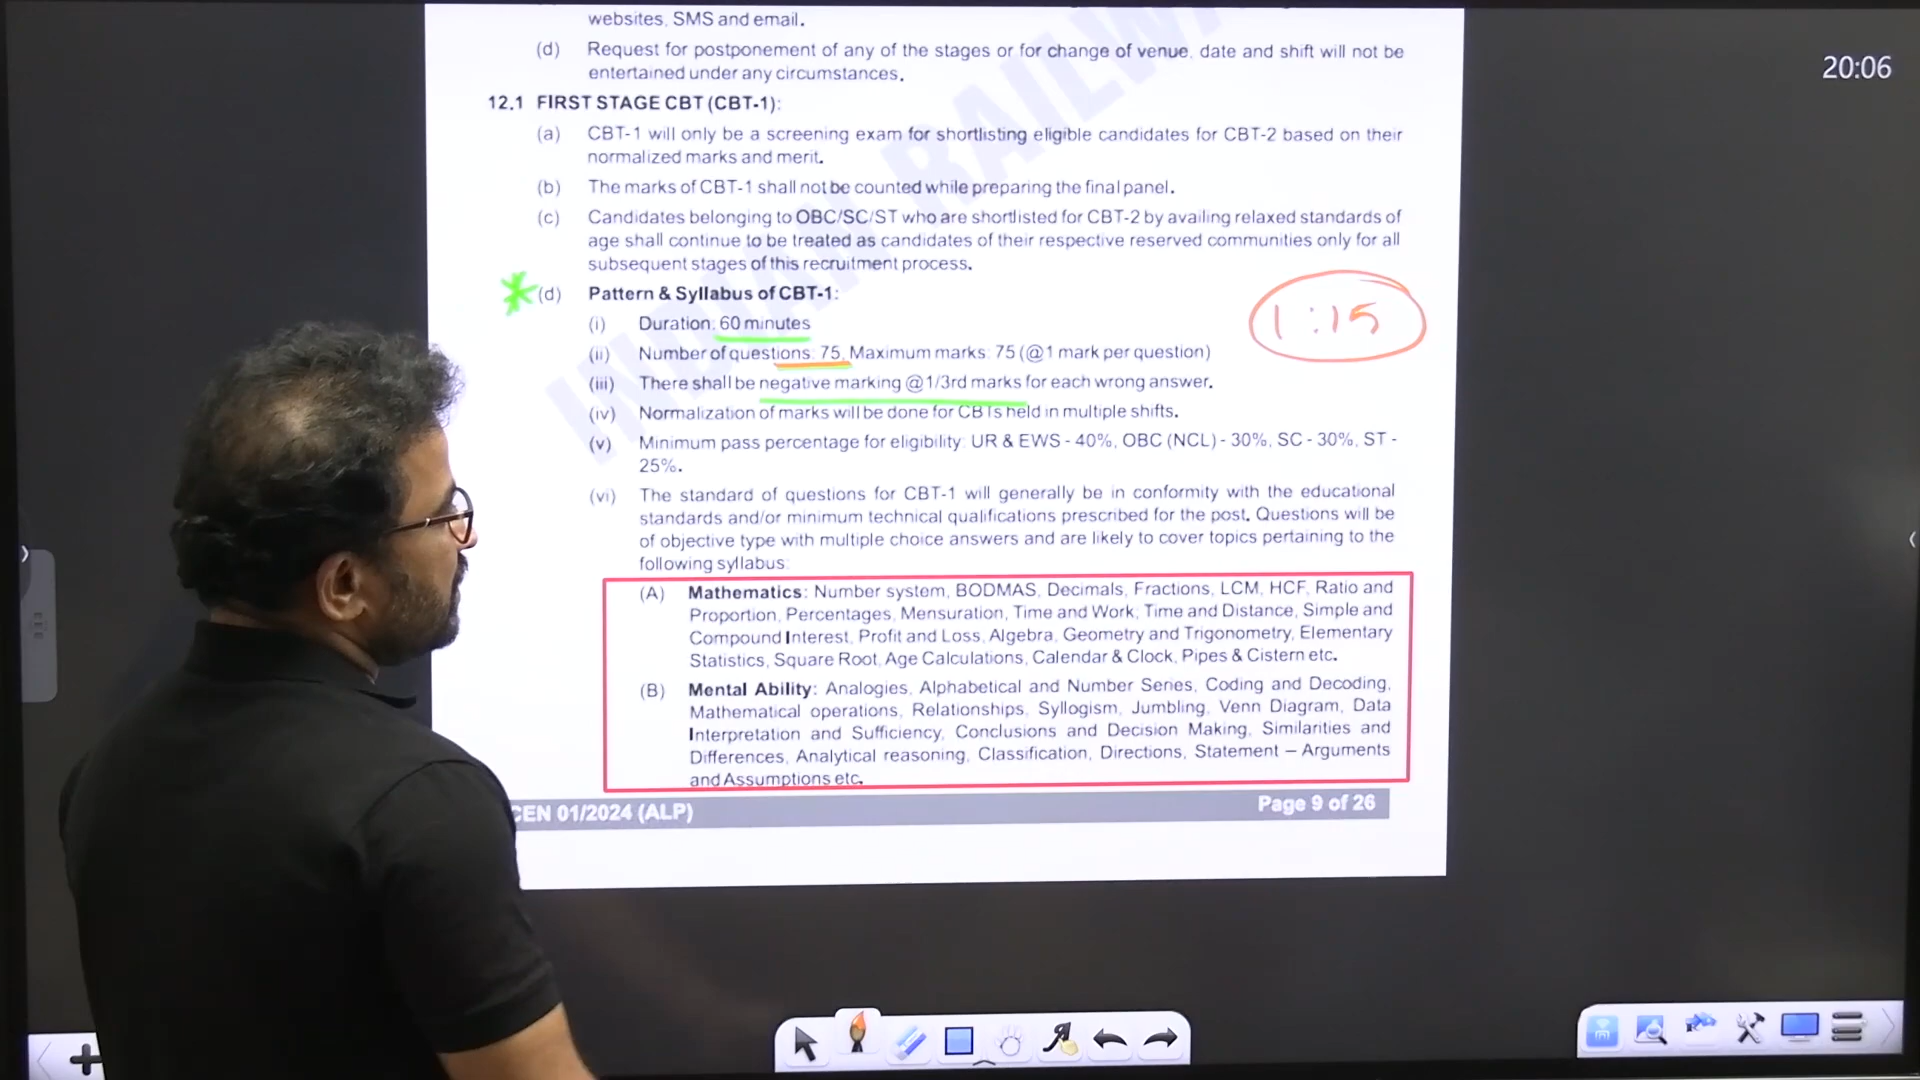 websites, SMS and email.
20:06
(d) Request for postponement of any of the stages or for change of venue, date and shift will not be
entertained under any circumstances.
12.1 FIRST STAGE CBT (CBT-1):
(a) CBT-1 will only be a screening exam for shortlisting eligible candidates for CBT-2 based on their
normalized marks and merit.
(b) The marks of CBT-1 shall not be counted while preparing the final panel.
(c) Candidates belonging to OBC/SC/ST who are shortlisted for CBT-2 by availing relaxed standards of
age shall continue to be treated as candidates of their respective reserved communities only for all
subsequent stages of this recruitment process.
(d) Pattern & Syllabus of CBT-1:
(i) Duration: 60 minutes
1:15
(ii) Number of questions: 75, Maximum marks: 75 (@1 mark per question)
(iii) There shall be negative marking @1/3rd marks for each wrong answer.
(iv) Normalization of marks will be done for CBTs held in multiple shifts.
(v) Minimum pass percentage for eligibility: UR & EWS - 40%, OBC (NCL) - 30%, SC - 30%, ST -
25%.
(vi) The standard of questions for CBT-1 will generally be in conformity with the educational
standards and/or minimum technical qualifications prescribed for the post. Questions will be
of objective type with multiple choice answers and are likely to cover topics pertaining to the
following syllabus:
(A) Mathematics: Number system, BODMAS, Decimals, Fractions, LCM, HCF, Ratio and
Proportion, Percentages, Mensuration, Time and Work, Time and Distance, Simple and
Compound Interest, Profit and Loss, Algebra, Geometry and Trigonometry, Elementary
Statistics, Square Root, Age Calculations, Calendar & Clock, Pipes & Cistern etc.
(B) Mental Ability: Analogies, Alphabetical and Number Series, Coding and Decoding,
Mathematical operations, Relationships, Syllogism, Jumbling, Venn Diagram, Data
Interpretation and Sufficiency, Conclusions and Decision Making, Similarities and
Differences, Analytical reasoning, Classification, Directions, Statement – Arguments
and Assumptions etc.
CEN 01/2024 (ALP) Page 9 of 26
INDIAN RAILWA